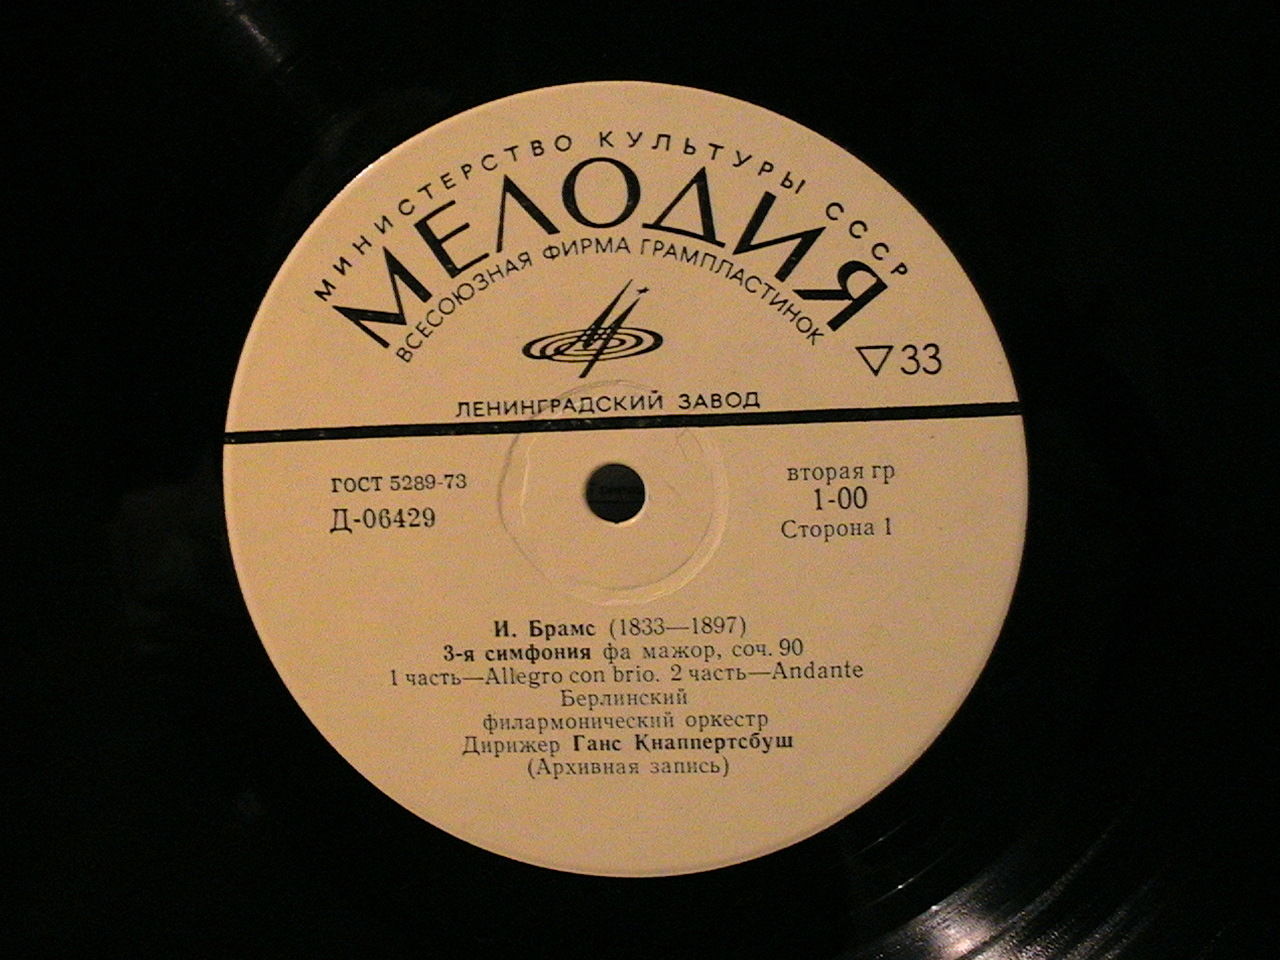 МИНИСТЕРСТВО КУЛЬТУРЫ СССР
МЕЛОДИЯ
ВСЕСОЮЗНАЯ ФИРМА ГРАМПЛАСТИНОК
▽33
ЛЕНИНГРАДСКИЙ ЗАВОД
ГОСТ 5289-73
Д-06429
вторая гр
1-00
Сторона 1
И. Брамс (1833—1897)
3-я симфония фа мажор, соч. 90
1 часть—Allegro con brio. 2 часть—Andante
Берлинский
филармонический оркестр
Дирижер Ганс Кнаппертсбуш
(Архивная запись)